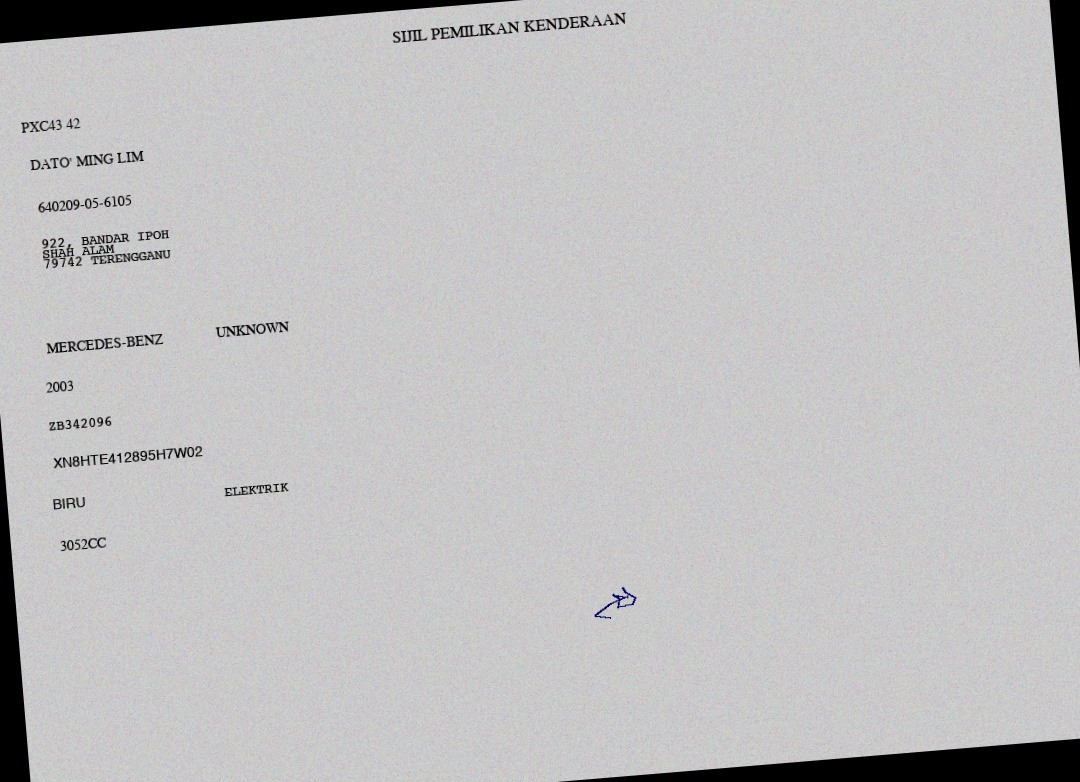 SIJIL PEMILIKAN KENDERAAN
PXC43 42
DATO' MING LIM
640209-05-6105
922, BANDAR IPOH
SHAH ALAM
79742 TERENGGANU
MERCEDES-BENZ UNKNOWN
2003
ZB342096
XN8HTE412895H7W02
BIRU ELEKTRIK
3052CC